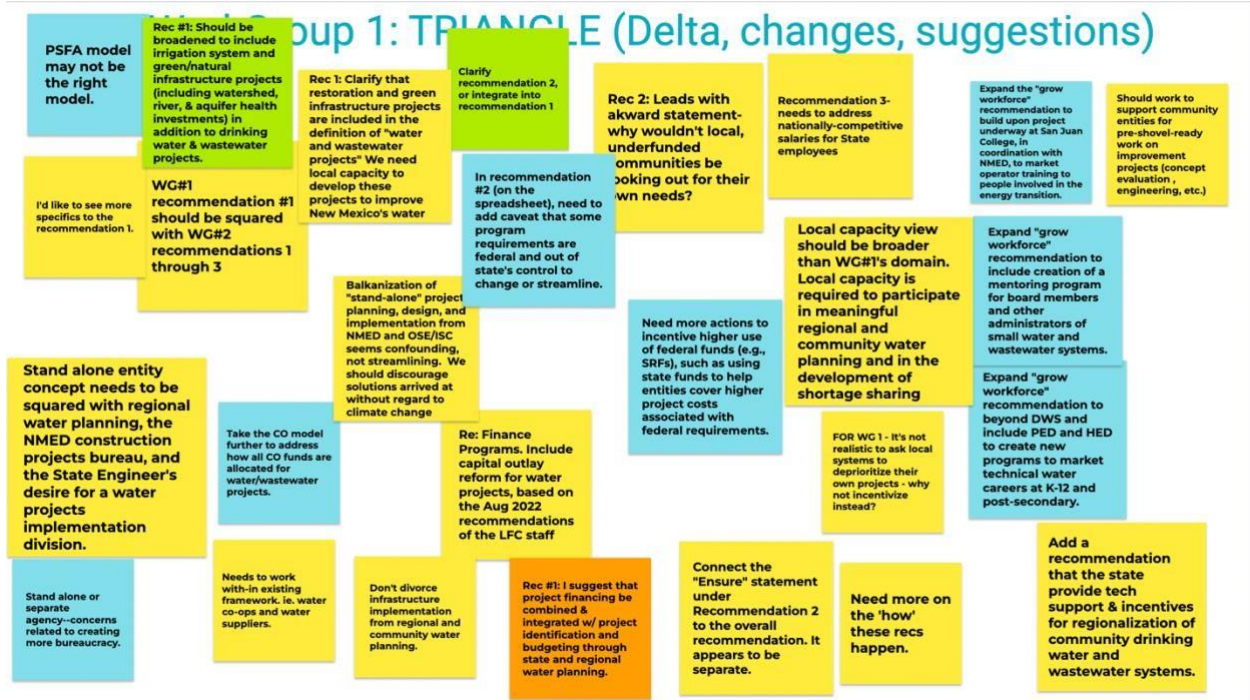 Work Group 1: TRIANGLE (Delta, changes, suggestions)
PSFA model
may not be
the right
model.
Rec #1: Should be
broadened to include
irrigation system and
green/natural
infrastructure projects
(including watershed,
river, & aquifer health
investments) in
addition to drinking
water & wastewater
projects.
Rec 1: Clarify that
restoration and green
infrastructure projects
are included in the
definition of "water
and wastewater
projects" We need
local capacity to
develop these
projects to improve
New Mexico's water
Clarify
recommendation 2,
or integrate into
recommendation 1
Rec 2: Leads with
akward statement-
why wouldn't local,
underfunded
communities be
looking out for their
own needs?
Recommendation 3-
needs to address
nationally-competitive
salaries for State
employees
Expand the "grow
workforce"
recommendation to
build upon project
underway at San Juan
College, in
coordination with
NMED, to market
operator training to
people involved in the
energy transition.
Should work to
support community
entities for
pre-shovel-ready
work on
improvement
projects (concept
evaluation ,
engineering, etc.)
I'd like to see more
specifics to the
recommendation 1.
WG#1
recommendation #1
should be squared
with WG#2
recommendations 1
through 3
In recommendation
#2 (on the
spreadsheet), need to
add caveat that some
program
requirements are
federal and out of
state's control to
change or streamline.
Local capacity view
should be broader
than WG#1's domain.
Local capacity is
required to participate
in meaningful
regional and
community water
planning and in the
development of
shortage sharing
Expand "grow
workforce"
recommendation to
include creation of a
mentoring program
for board members
and other
administrators of
small water and
wastewater systems.
Balkanization of
"stand-alone" project
planning, design, and
implementation from
NMED and OSE/ISC
seems confounding,
not streamlining. We
should discourage
solutions arrived at
without regard to
climate change
Need more actions to
incentive higher use
of federal funds (e.g.,
SRFs), such as using
state funds to help
entities cover higher
project costs
associated with
federal requirements.
Stand alone entity
concept needs to be
squared with regional
water planning, the
NMED construction
projects bureau, and
the State Engineer's
desire for a water
projects
implementation
division.
Take the CO model
further to address
how all CO funds are
allocated for
water/wastewater
projects.
Re: Finance
Programs. Include
capital outlay
reform for water
projects, based on
the Aug 2022
recommendations
of the LFC staff
FOR WG 1 - It's not
realistic to ask local
systems to
deprioritize their
own projects - why
not incentivize
instead?
Expand "grow
workforce"
recommendation to
beyond DWS and
include PED and HED
to create new
programs to market
technical water
careers at K-12 and
post-secondary.
Stand alone or
separate
agency--concerns
related to creating
more bureaucracy.
Needs to work
with-in existing
framework. ie. water
co-ops and water
suppliers.
Don't divorce
infrastructure
implementation
from regional and
community water
planning.
Rec #1: I suggest that
project financing be
combined &
integrated w/ project
identification and
budgeting through
state and regional
water planning.
Connect the
"Ensure" statement
under
Recommendation 2
to the overall
recommendation. It
appears to be
separate.
Need more on
the 'how'
these recs
happen.
Add a
recommendation
that the state
provide tech
support & incentives
for regionalization of
community drinking
water and
wastewater systems.